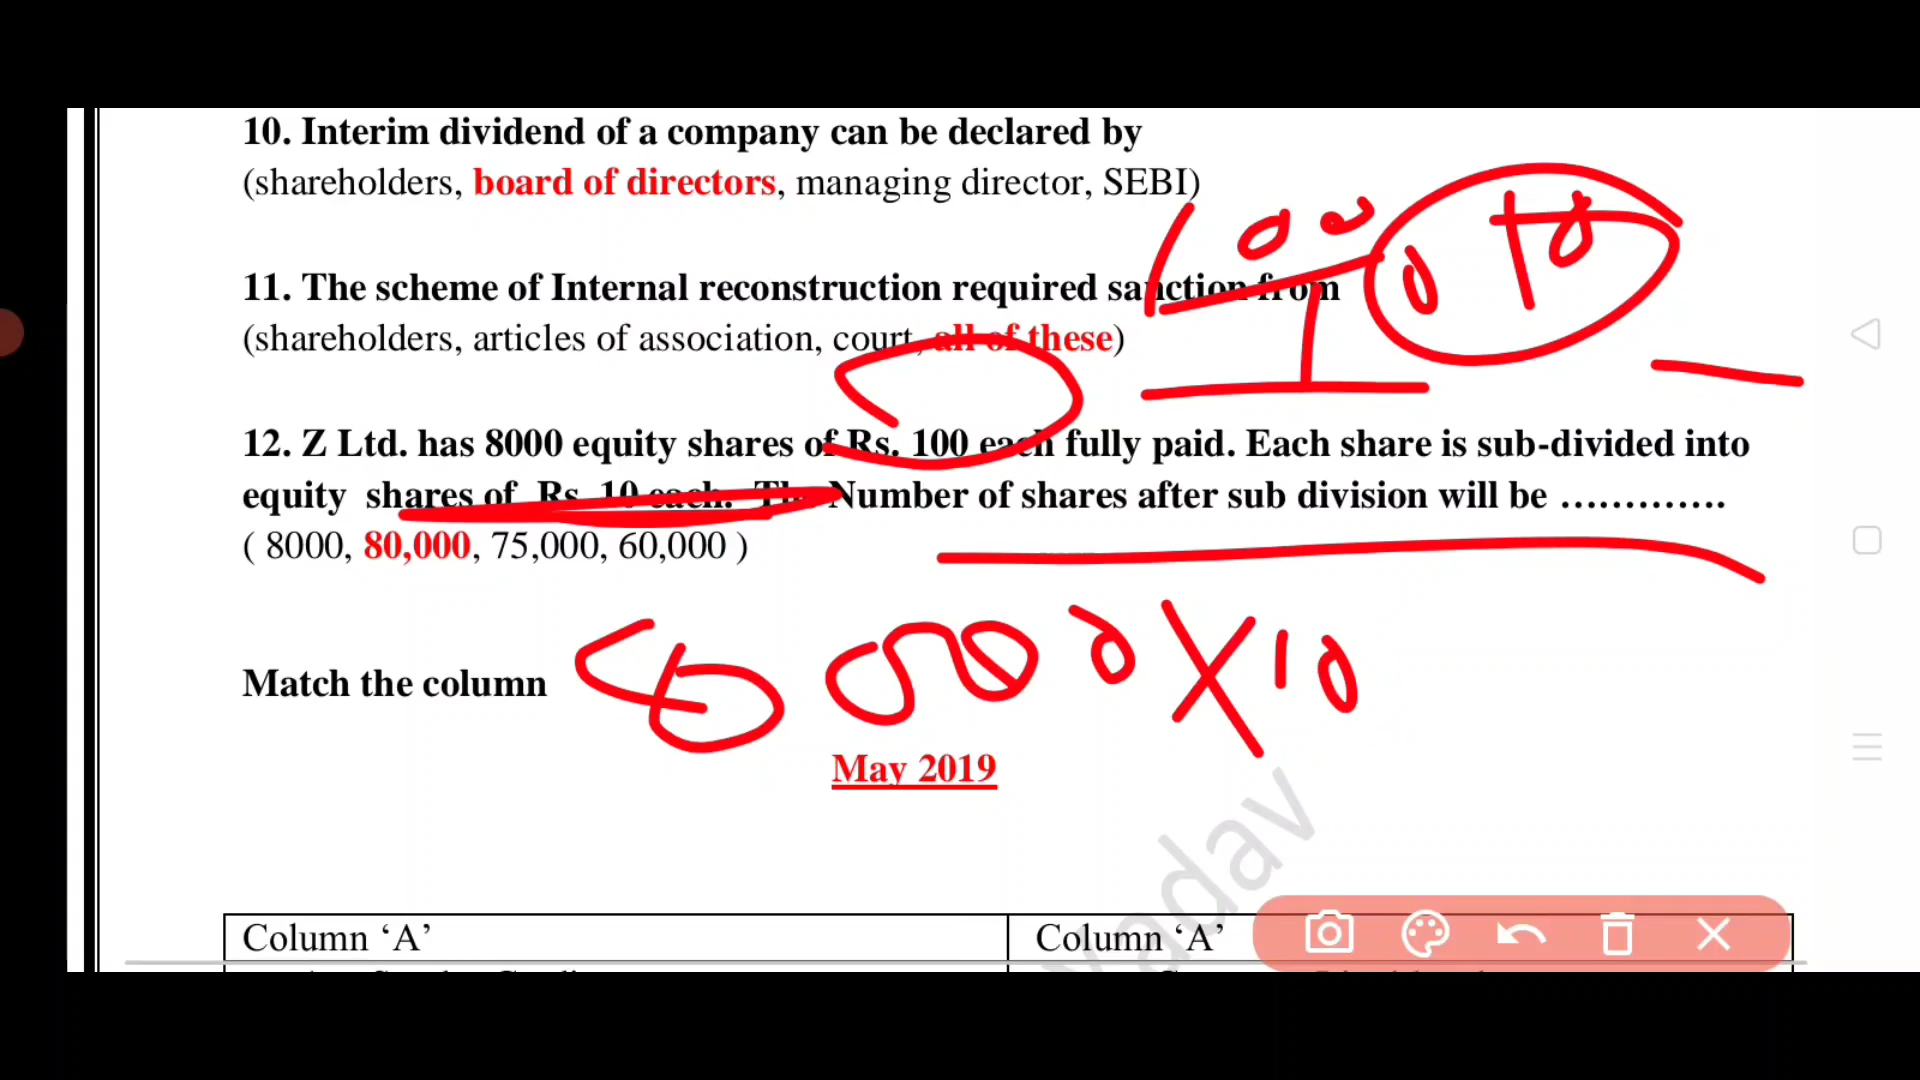 10. Interim dividend of a company can be declared by
(shareholders, board of directors, managing director, SEBI)
11. The scheme of Internal reconstruction required sanction from
(shareholders, articles of association, court, all of these)
12. Z Ltd. has 8000 equity shares of Rs. 100 each fully paid. Each share is sub-divided into
equity shares of Rs. 10 each. The Number of shares after sub division will be ………….
( 8000, 80,000, 75,000, 60,000 )
8000 X 10
Match the column
May 2019
Column ‘A’ Column ‘A’
yadav